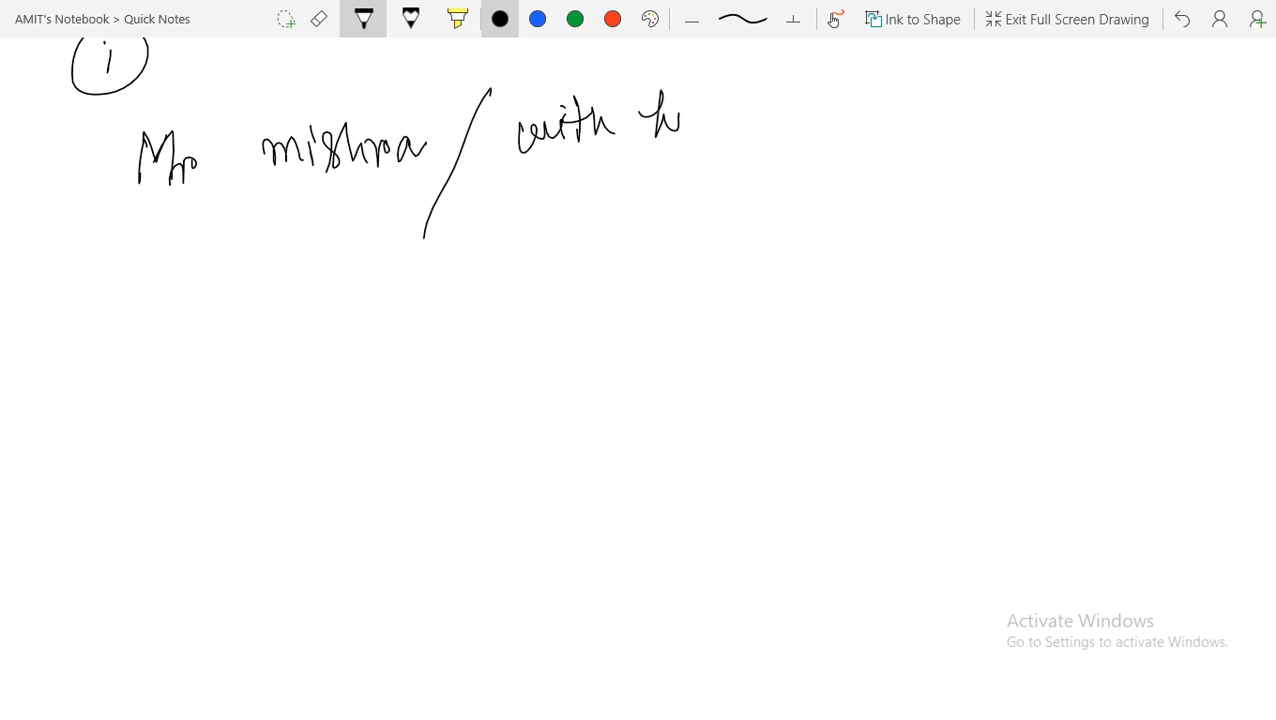 AMIT's Notebook > Quick Notes Ink to Shape Exit Full Screen Drawing
i
Mr mishra / with
Activate Windows
Go to Settings to activate Windows.